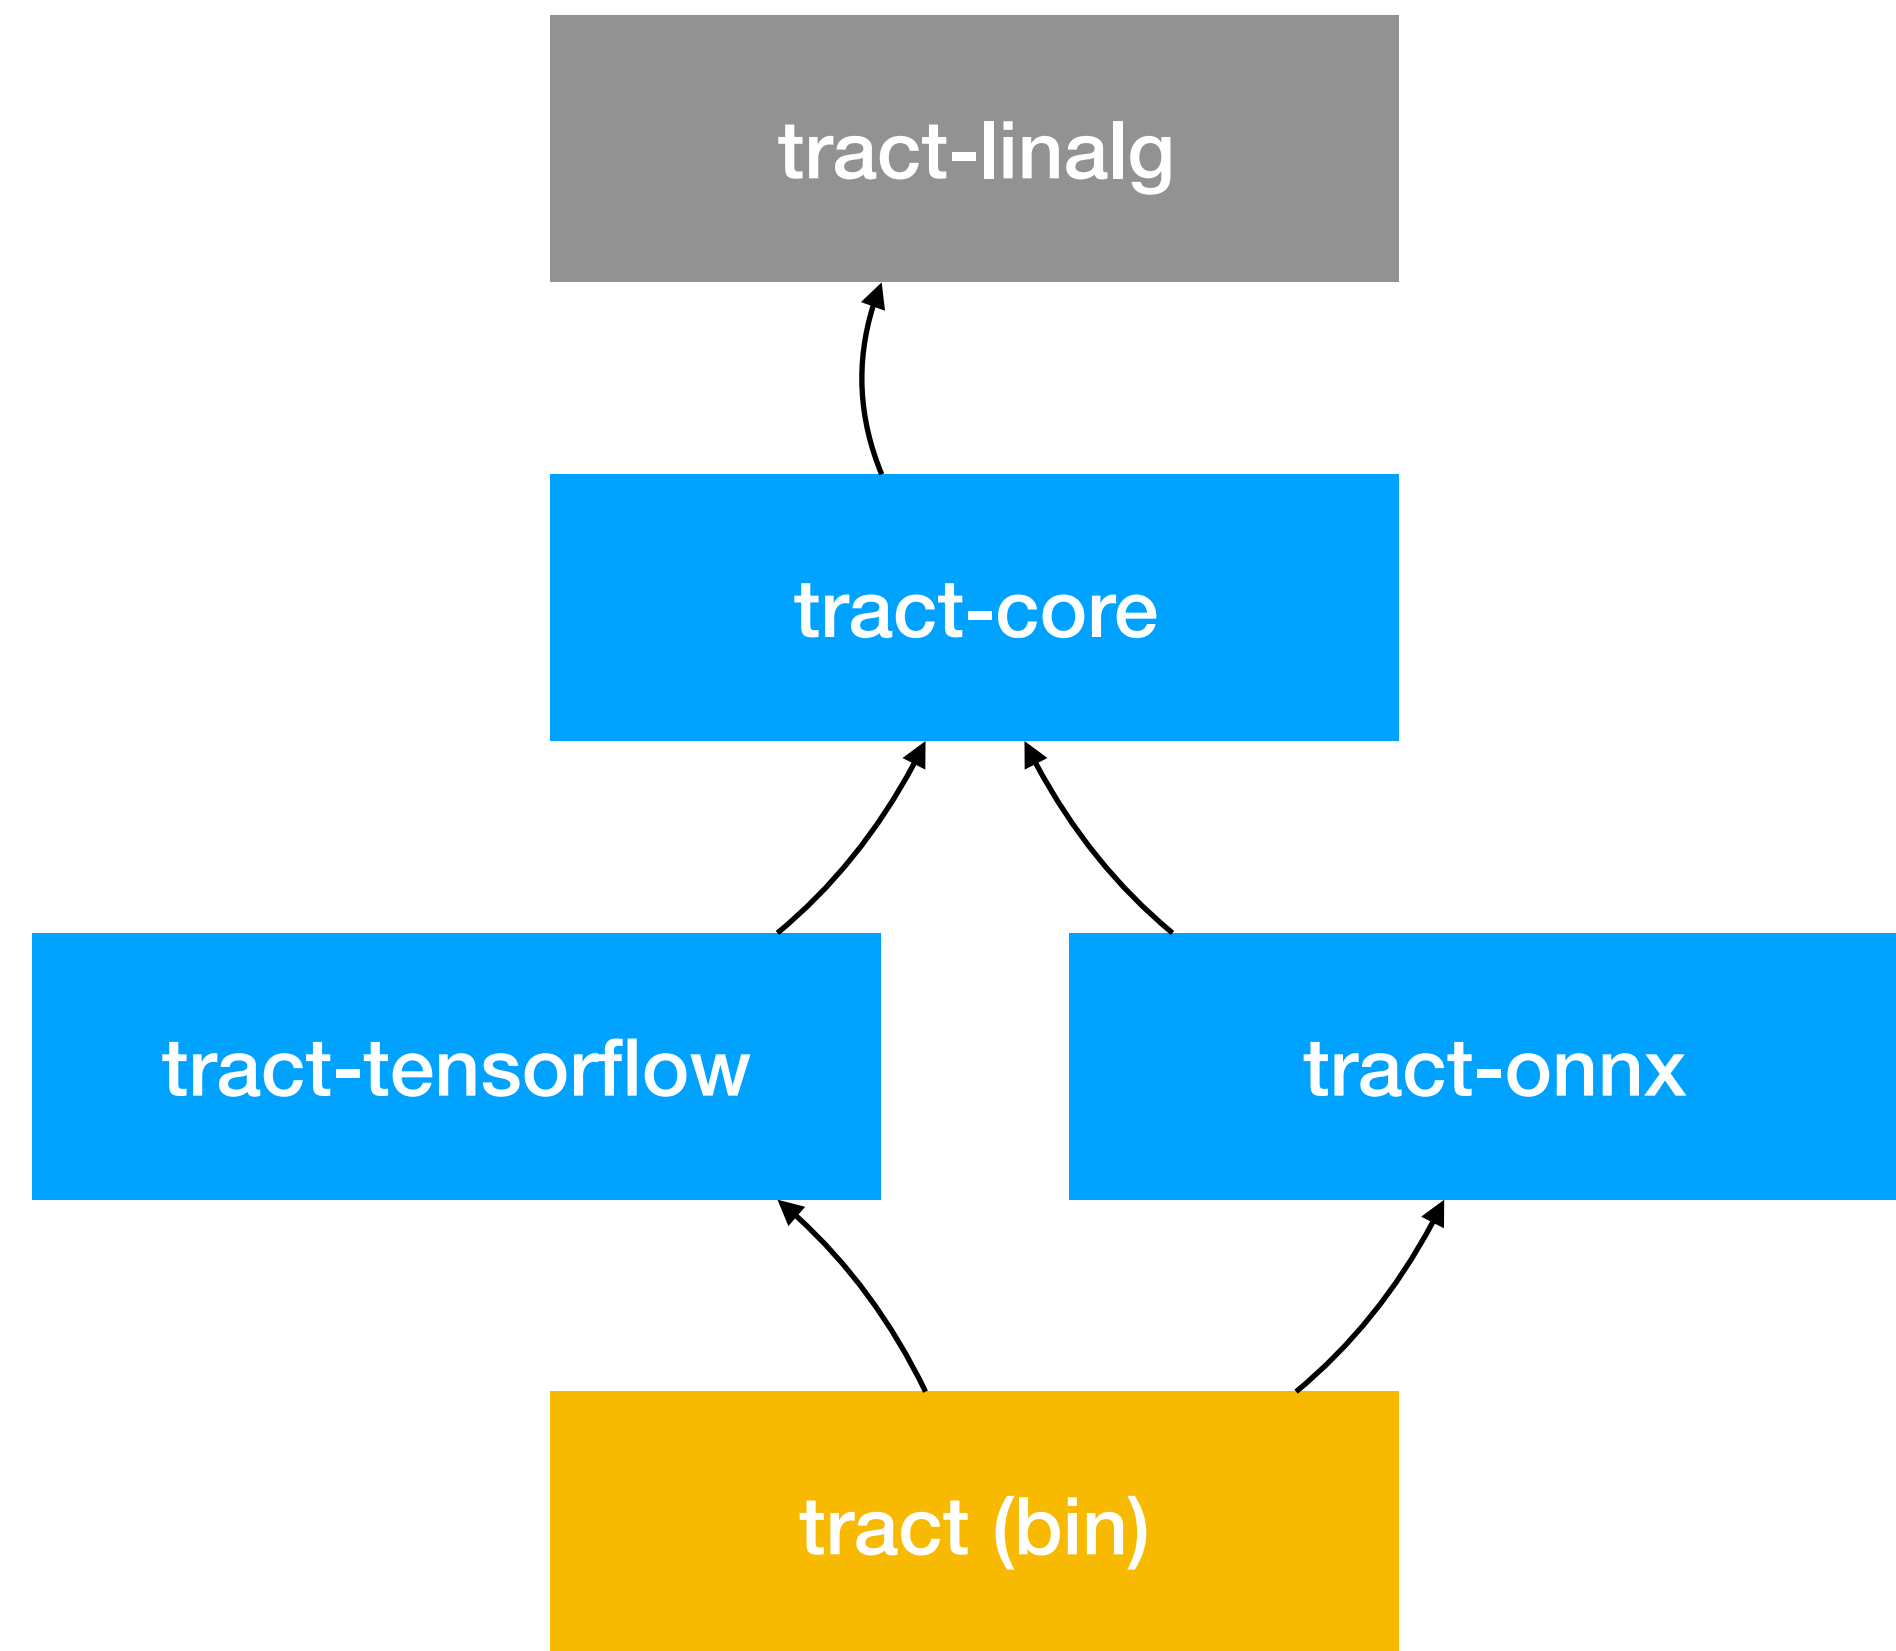 tract-linalg
tract-core
tract-tensorflow
tract-onnx
tract (bin)